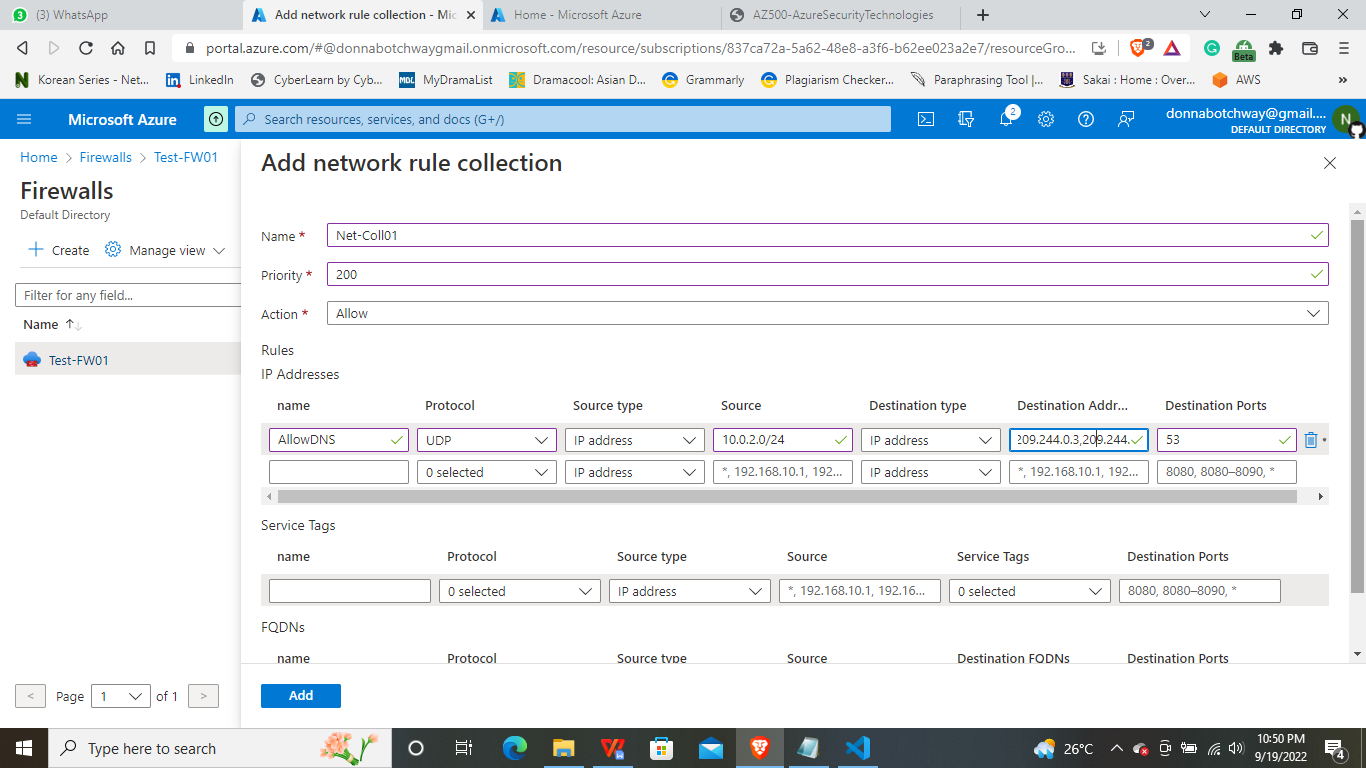 3 (3) WhatsApp
Add network rule collection - Mic
Home - Microsoft Azure
AZ500-AzureSecurityTechnologies
portal.azure.com/#@donnabotchwaygmail.onmicrosoft.com/resource/subscriptions/837ca72a-5a62-48e8-a3f6-b62ee023a2e7/resourceGro...
2
Beta
Korean Series - Net...
LinkedIn
CyberLearn by Cyb...
MDL MyDramaList
Dramacool: Asian D...
Grammarly
Plagiarism Checker...
Paraphrasing Tool |...
Sakai : Home : Over...
AWS
Microsoft Azure
Search resources, services, and docs (G+/)
2
donnabotchway@gmail....
DEFAULT DIRECTORY
N
Home > Firewalls > Test-FW01
Firewalls
Default Directory
Create Manage view
Filter for any field...
Name
Test-FW01
< Page 1 of 1 >
Add network rule collection
Name * Net-Coll01
Priority * 200
Action * Allow
Rules
IP Addresses
name Protocol Source type Source Destination type Destination Addr... Destination Ports
AllowDNS UDP IP address 10.0.2.0/24 IP address 209.244.0.3,209.244. 53
0 selected IP address *, 192.168.10.1, 192... IP address *, 192.168.10.1, 192... 8080, 8080–8090, *
Service Tags
name Protocol Source type Source Service Tags Destination Ports
0 selected IP address *, 192.168.10.1, 192.16... 0 selected 8080, 8080–8090, *
FQDNs
name Protocol Source type Source Destination FQDNs Destination Ports
Add
Type here to search
26°C
10:50 PM
9/19/2022
4